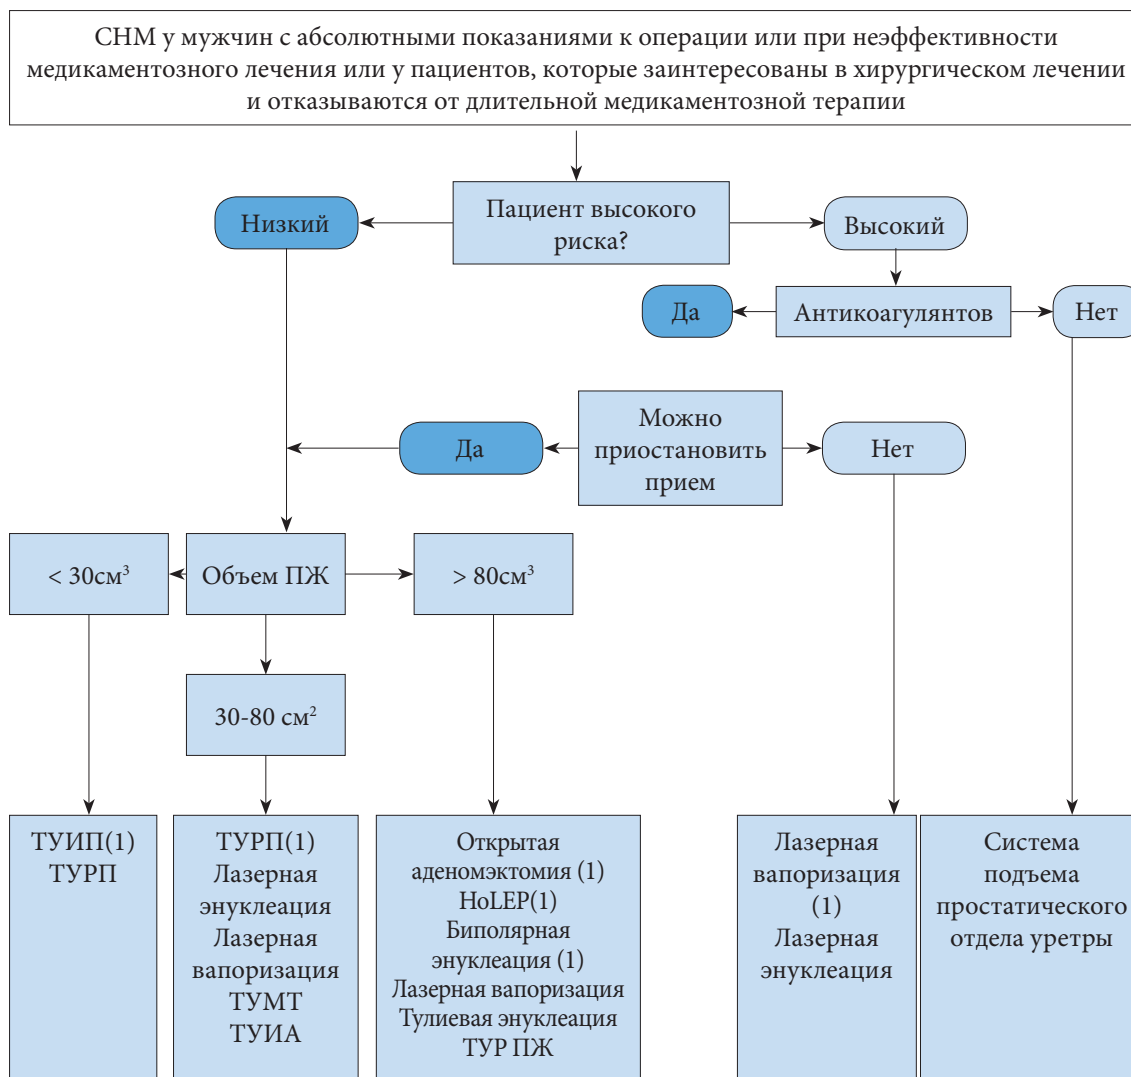 СНМ у мужчин с абсолютными показаниями к операции или при неэффективности
медикаментозного лечения или у пациентов, которые заинтересованы в хирургическом лечении
и отказываются от длительной медикаментозной терапии
Низкий
Пациент высокого
риска?
Высокий
Да
Антикоагулянтов
Нет
Да
Можно
приостановить
прием
Нет
< 30см³
Объем ПЖ
> 80см³
30-80 см²
ТУИП(1)
ТУРП
ТУРП(1)
Лазерная
энуклеация
Лазерная
вапоризация
ТУМТ
ТУИА
Открытая
аденомэктомия (1)
HoLEP(1)
Биполярная
энуклеация (1)
Лазерная вапоризация
Тулиевая энуклеация
ТУР ПЖ
Лазерная
вапоризация
(1)
Лазерная
энуклеация
Система
подъема
простатического
отдела уретры